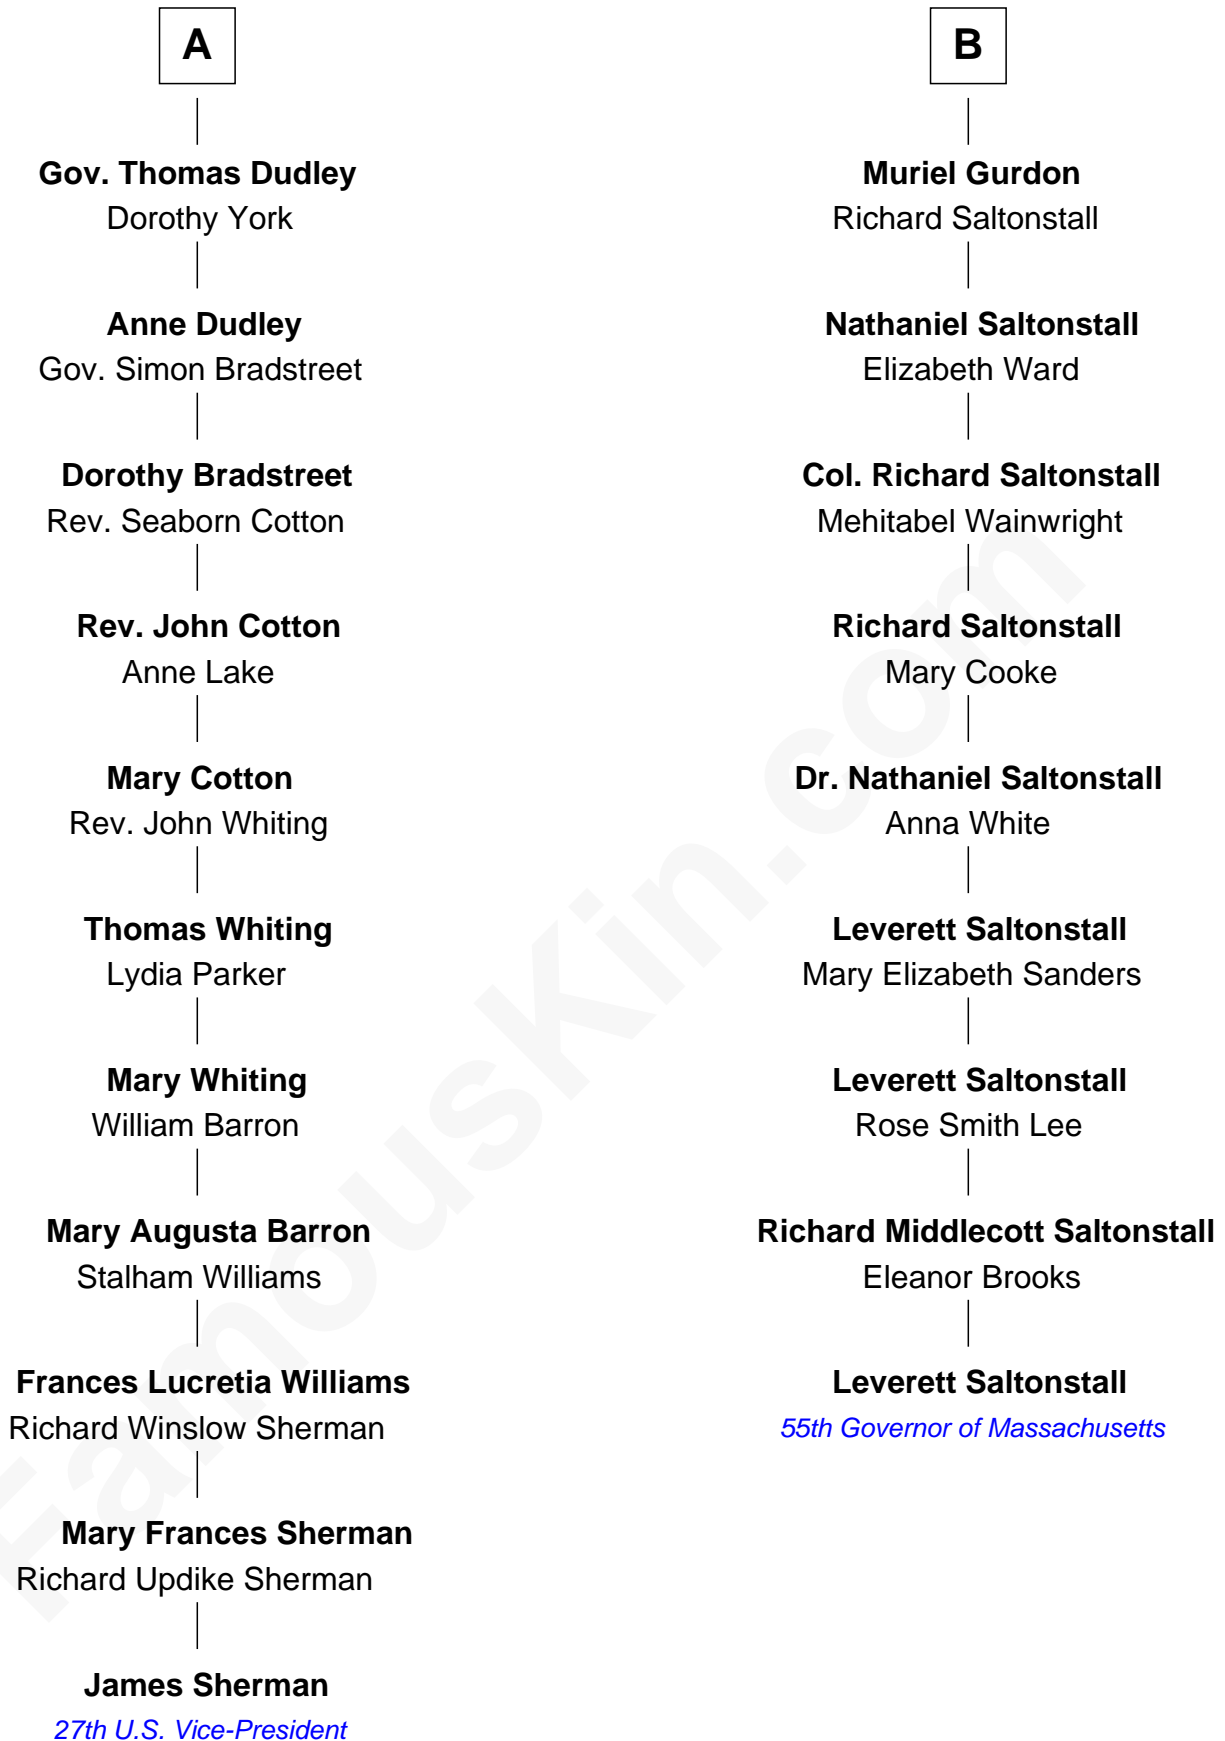 A
Gov. Thomas Dudley
Dorothy York
Anne Dudley
Gov. Simon Bradstreet
Dorothy Bradstreet
Rev. Seaborn Cotton
Rev. John Cotton
Anne Lake
Mary Cotton
Rev. John Whiting
Thomas Whiting
Lydia Parker
Mary Whiting
William Barron
Mary Augusta Barron
Stalham Williams
Frances Lucretia Williams
Richard Winslow Sherman
Mary Frances Sherman
Richard Updike Sherman
James Sherman
27th U.S. Vice-President
B
Muriel Gurdon
Richard Saltonstall
Nathaniel Saltonstall
Elizabeth Ward
Col. Richard Saltonstall
Mehitabel Wainwright
Richard Saltonstall
Mary Cooke
Dr. Nathaniel Saltonstall
Anna White
Leverett Saltonstall
Mary Elizabeth Sanders
Leverett Saltonstall
Rose Smith Lee
Richard Middlecott Saltonstall
Eleanor Brooks
Leverett Saltonstall
55th Governor of Massachusetts
FamousKin.com